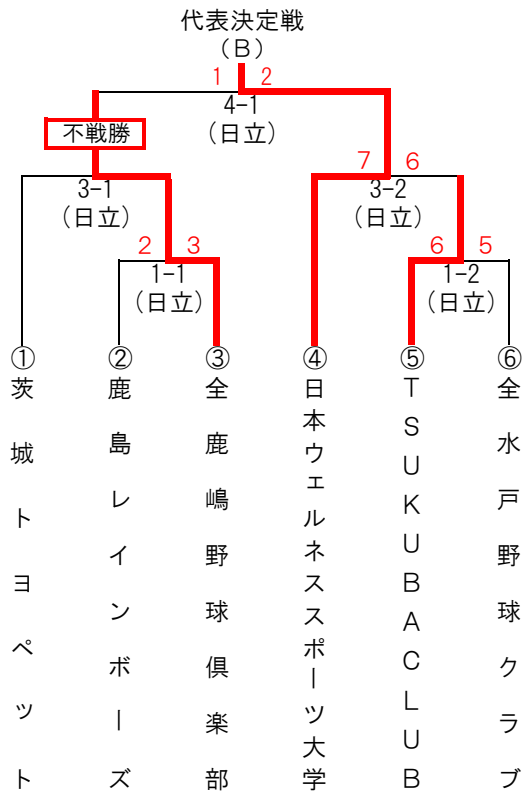 代表決定戦
（Ｂ）
1 2
4-1
（日立）
不戦勝
7 6
3-1
（日立）
3-2
（日立）
2 3
6 5
1-1
（日立）
1-2
（日立）
① ② ③ ④ ⑤ ⑥
茨城トヨペット
鹿島レインボーズ
全鹿嶋野球倶楽部
日本ウェルネススポーツ大学
ＴＳＵＫＵＢＡＣＬＵＢ
全水戸野球クラブ